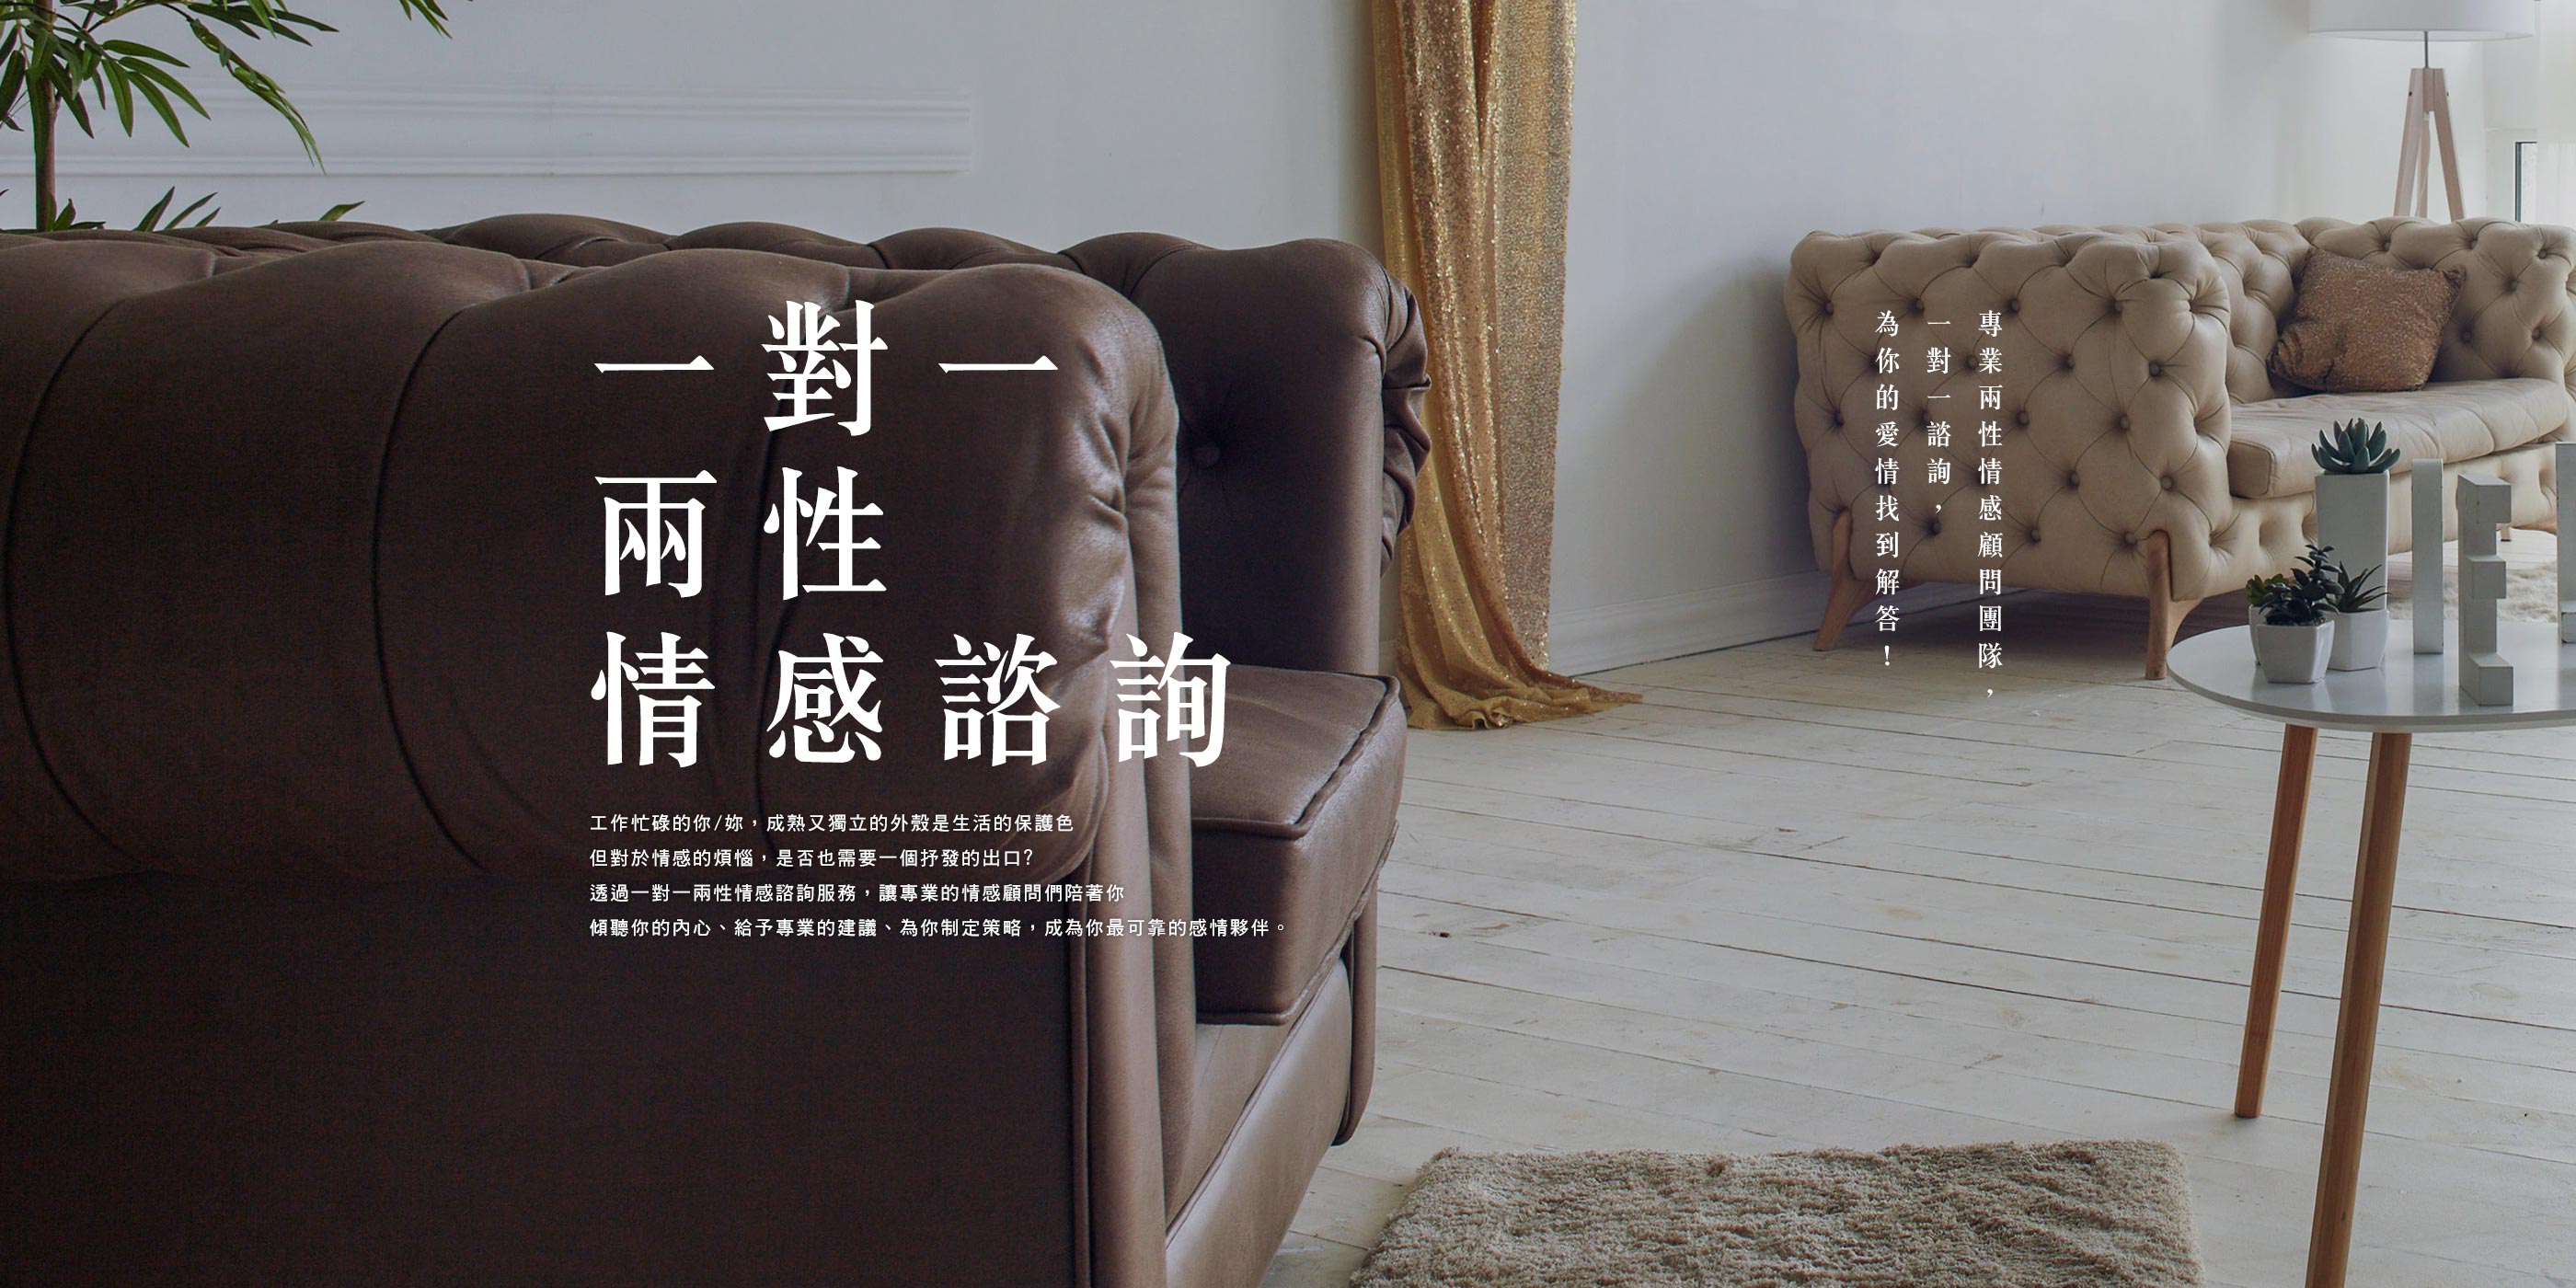 一對一
兩性
情感諮詢
工作忙碌的你/妳，成熟又獨立的外殼是生活的保護色
但對於情感的煩惱，是否也需要一個抒發的出口?
透過一對一兩性情感諮詢服務，讓專業的情感顧問們陪著你
傾聽你的內心、給予專業的建議、為你制定策略，成為你最可靠的感情夥伴。
專業兩性情感顧問團隊，
一對一諮詢，
為你的愛情找到解答！